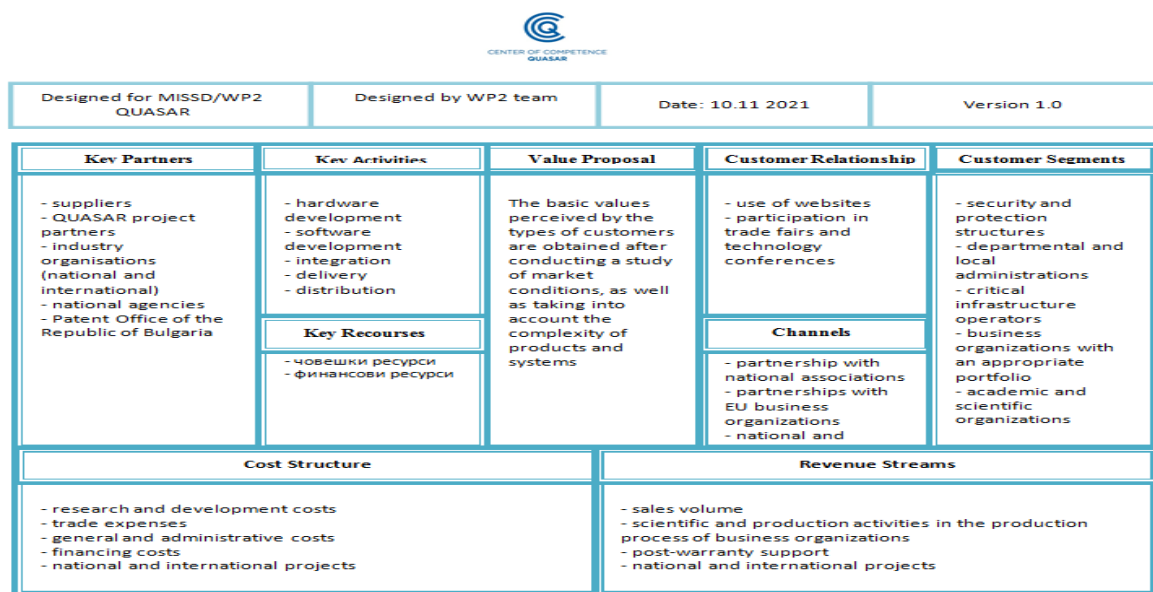 CENTER OF COMPETENCE
QUASAR
Designed for MISSD/WP2
QUASAR
Designed by WP2 team
Date: 10.11 2021
Version 1.0
Key Partners
- suppliers
- QUASAR project
partners
- industry
organisations
(national and
international)
- national agencies
- Patent Office of the
Republic of Bulgaria
Key Activities
- hardware
development
- software
development
- integration
- delivery
- distribution
Key Recourses
- човешки ресурси
- финансови ресурси
Value Proposal
The basic values
perceived by the
types of customers
are obtained after
conducting a study
of market
conditions, as well
as taking into
account the
complexity of
products and
systems
Customer Relationship
- use of websites
- participation in
trade fairs and
technology
conferences
Channels
- partnership with
national associations
- partnerships with
EU business
organizations
- national and
Customer Segments
- security and
protection
structures
- departmental and
local
administrations
- critical
infrastructure
operators
- business
organizations with
an appropriate
portfolio
- academic and
scientific
organizations
Cost Structure
- research and development costs
- trade expenses
- general and administrative costs
- financing costs
- national and international projects
Revenue Streams
- sales volume
- scientific and production activities in the production
process of business organizations
- post-warranty support
- national and international projects